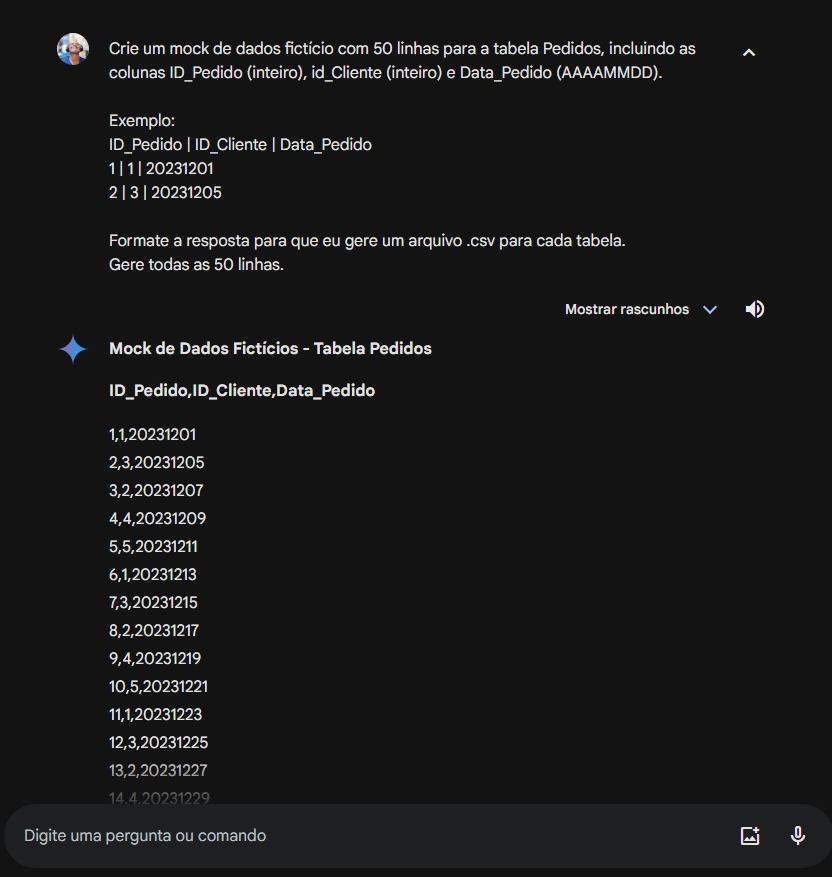 Crie um mock de dados fictício com 50 linhas para a tabela Pedidos, incluindo as
colunas ID_Pedido (inteiro), id_Cliente (inteiro) e Data_Pedido (AAAAMMDD).
Exemplo:
ID_Pedido | ID_Cliente | Data_Pedido
1 | 1 | 20231201
2 | 3 | 20231205
Formate a resposta para que eu gere um arquivo .csv para cada tabela.
Gere todas as 50 linhas.
Mostrar rascunhos
Mock de Dados Fictícios - Tabela Pedidos
ID_Pedido,ID_Cliente,Data_Pedido
1,1,20231201
2,3,20231205
3,2,20231207
4,4,20231209
5,5,20231211
6,1,20231213
7,3,20231215
8,2,20231217
9,4,20231219
10,5,20231221
11,1,20231223
12,3,20231225
13,2,20231227
14,4,20231229
Digite uma pergunta ou comando